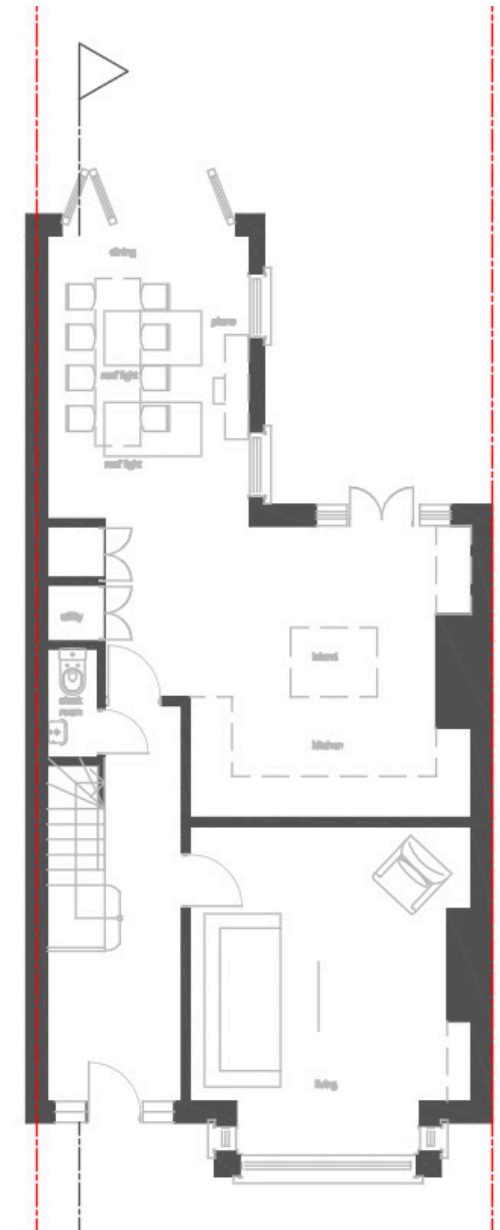 dining
piano
roof light
roof light
utility
cloak
room
island
kitchen
living